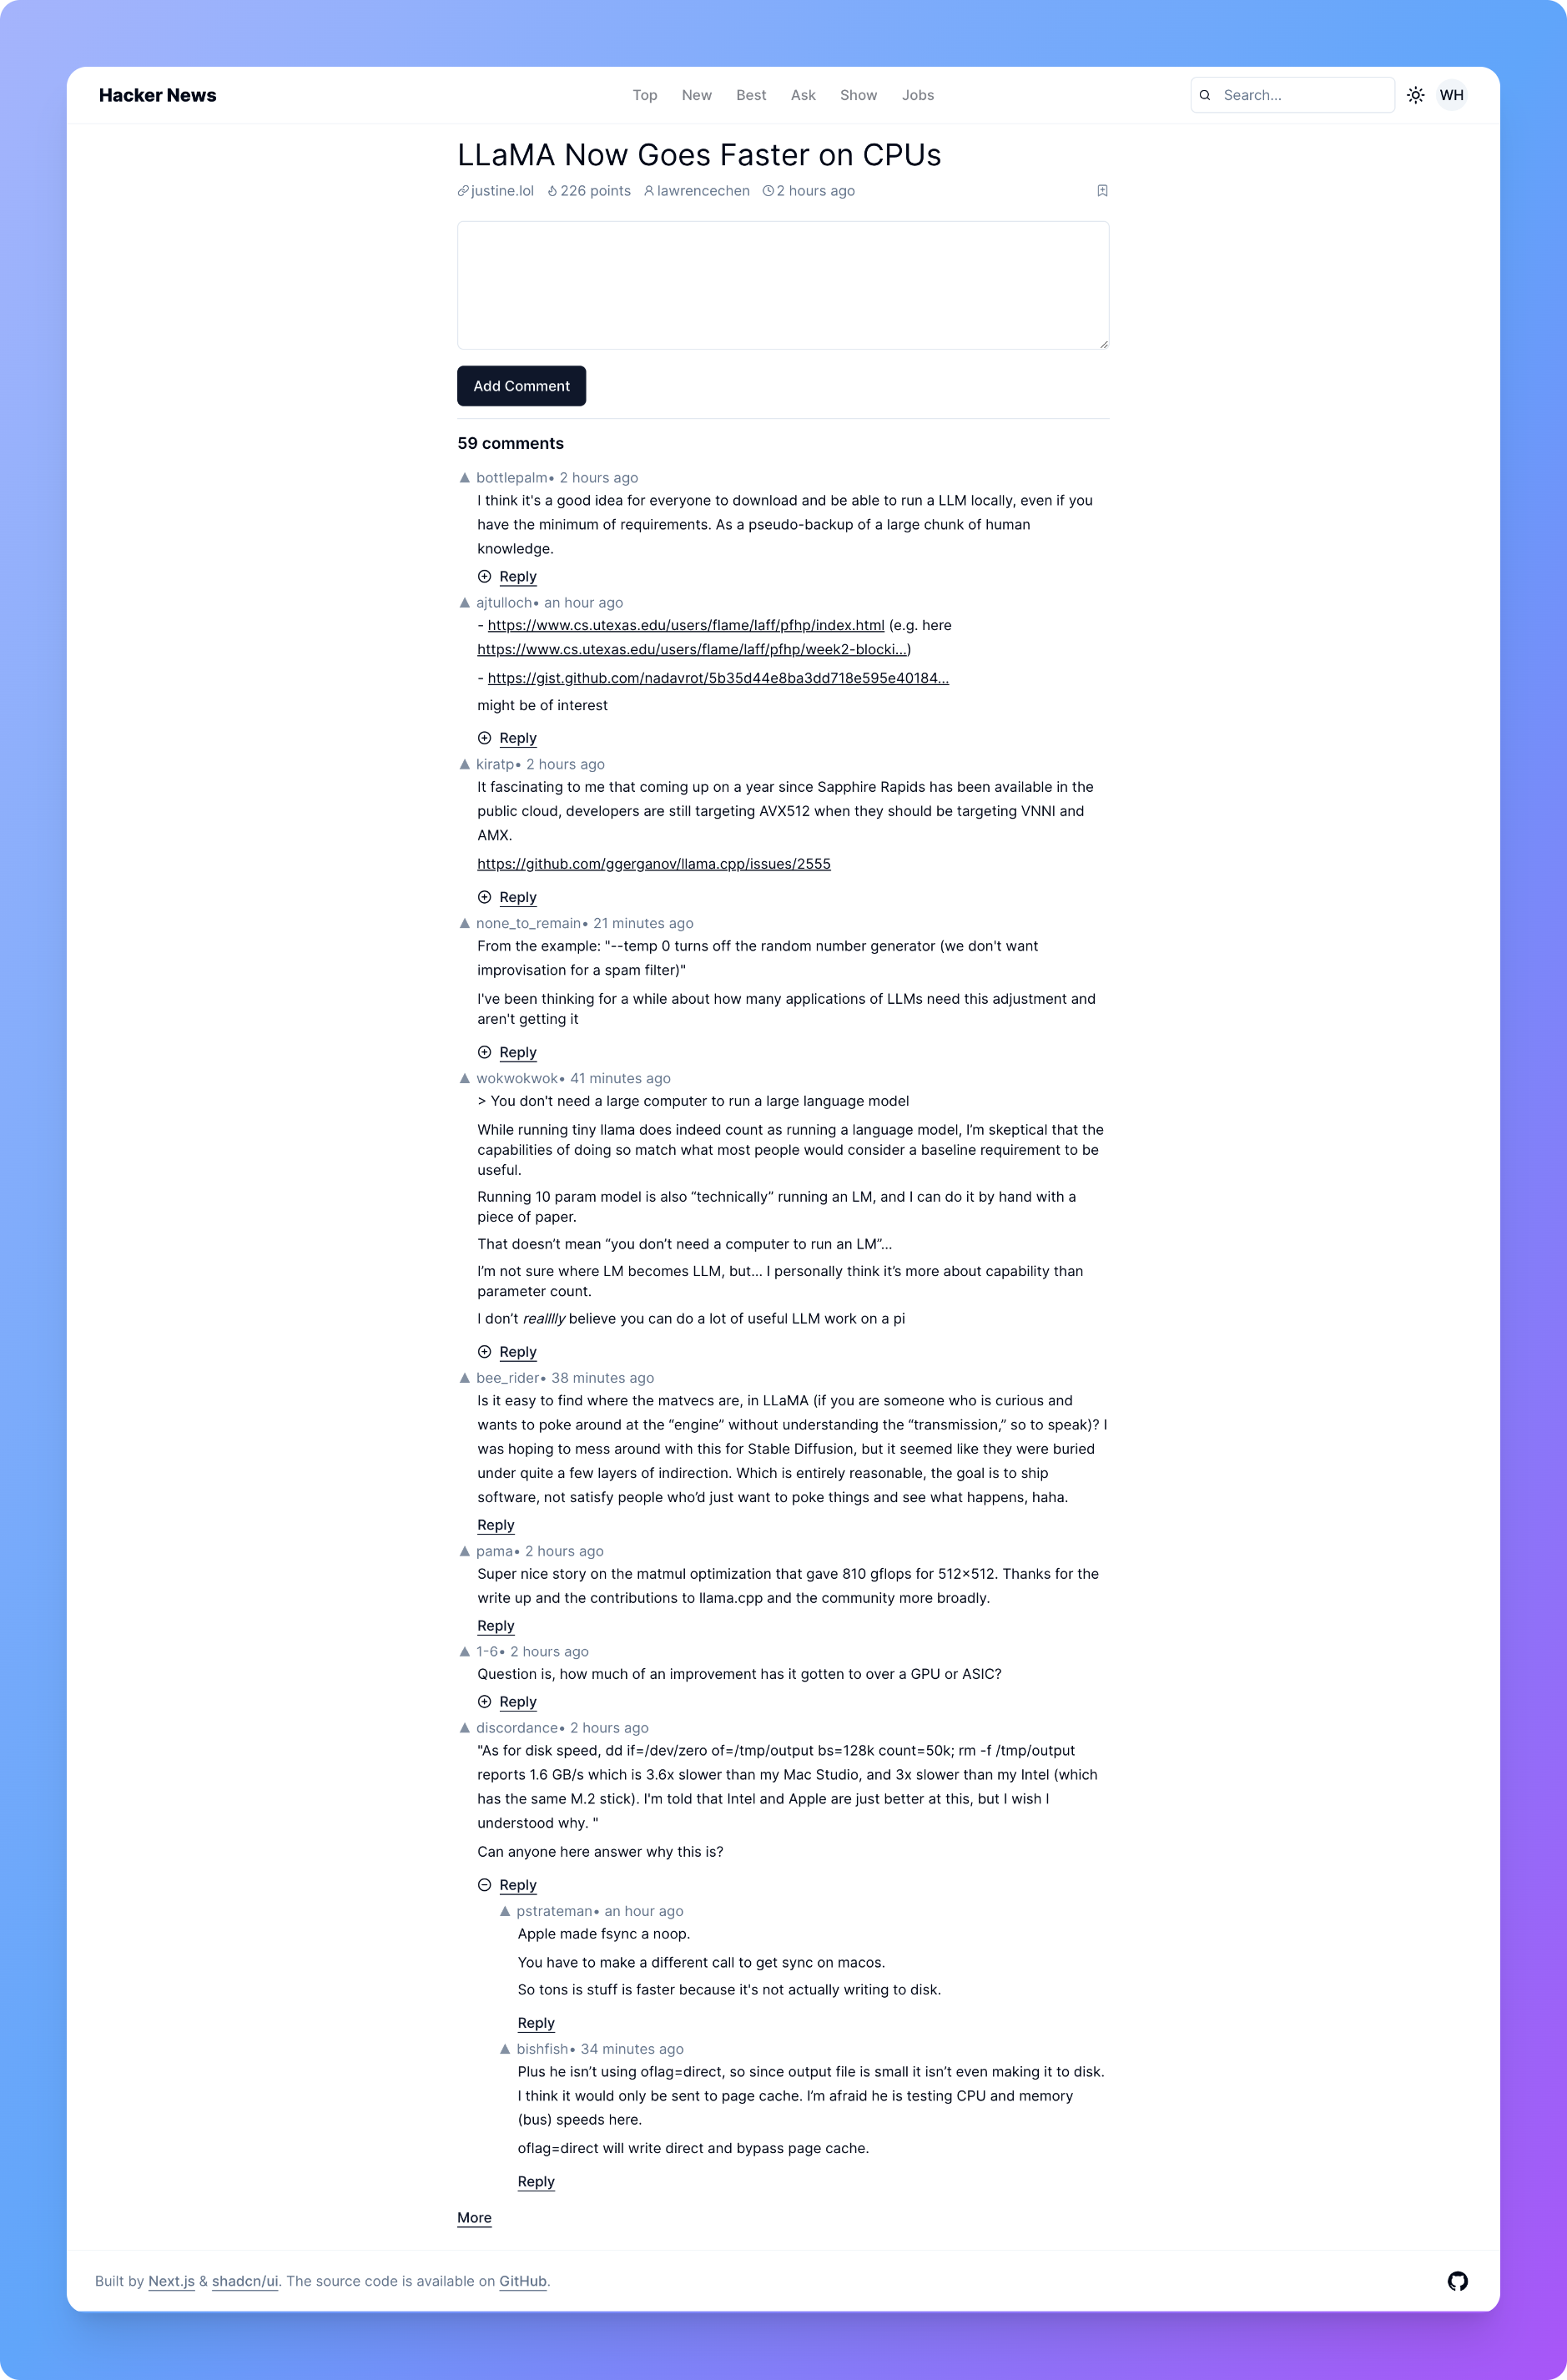 Hacker News
Top New Best Ask Show Jobs
Search...
WH
LLaMA Now Goes Faster on CPUs
justine.lol 226 points lawrencechen 2 hours ago
Add Comment
59 comments
▲ bottlepalm• 2 hours ago
I think it's a good idea for everyone to download and be able to run a LLM locally, even if you
have the minimum of requirements. As a pseudo-backup of a large chunk of human
knowledge.
Reply
▲ ajtulloch• an hour ago
- https://www.cs.utexas.edu/users/flame/laff/pfhp/index.html (e.g. here
https://www.cs.utexas.edu/users/flame/laff/pfhp/week2-blocki...)
- https://gist.github.com/nadavrot/5b35d44e8ba3dd718e595e40184...
might be of interest
Reply
▲ kiratp• 2 hours ago
It fascinating to me that coming up on a year since Sapphire Rapids has been available in the
public cloud, developers are still targeting AVX512 when they should be targeting VNNI and
AMX.
https://github.com/ggerganov/llama.cpp/issues/2555
Reply
▲ none_to_remain• 21 minutes ago
From the example: "--temp 0 turns off the random number generator (we don't want
improvisation for a spam filter)"
I've been thinking for a while about how many applications of LLMs need this adjustment and
aren't getting it
Reply
▲ wokwokwok• 41 minutes ago
> You don't need a large computer to run a large language model
While running tiny llama does indeed count as running a language model, I’m skeptical that the
capabilities of doing so match what most people would consider a baseline requirement to be
useful.
Running 10 param model is also “technically” running an LM, and I can do it by hand with a
piece of paper.
That doesn’t mean “you don’t need a computer to run an LM”…
I’m not sure where LM becomes LLM, but… I personally think it’s more about capability than
parameter count.
I don’t realllly believe you can do a lot of useful LLM work on a pi
Reply
▲ bee_rider• 38 minutes ago
Is it easy to find where the matvecs are, in LLaMA (if you are someone who is curious and
wants to poke around at the “engine” without understanding the “transmission,” so to speak)? I
was hoping to mess around with this for Stable Diffusion, but it seemed like they were buried
under quite a few layers of indirection. Which is entirely reasonable, the goal is to ship
software, not satisfy people who’d just want to poke things and see what happens, haha.
Reply
▲ pama• 2 hours ago
Super nice story on the matmul optimization that gave 810 gflops for 512×512. Thanks for the
write up and the contributions to llama.cpp and the community more broadly.
Reply
▲ 1-6• 2 hours ago
Question is, how much of an improvement has it gotten to over a GPU or ASIC?
Reply
▲ discordance• 2 hours ago
"As for disk speed, dd if=/dev/zero of=/tmp/output bs=128k count=50k; rm -f /tmp/output
reports 1.6 GB/s which is 3.6x slower than my Mac Studio, and 3x slower than my Intel (which
has the same M.2 stick). I'm told that Intel and Apple are just better at this, but I wish I
understood why. "
Can anyone here answer why this is?
Reply
▲ pstrateman• an hour ago
Apple made fsync a noop.
You have to make a different call to get sync on macos.
So tons is stuff is faster because it's not actually writing to disk.
Reply
▲ bishfish• 34 minutes ago
Plus he isn’t using oflag=direct, so since output file is small it isn’t even making it to disk.
I think it would only be sent to page cache. I’m afraid he is testing CPU and memory
(bus) speeds here.
oflag=direct will write direct and bypass page cache.
Reply
More
Built by Next.js & shadcn/ui. The source code is available on GitHub.